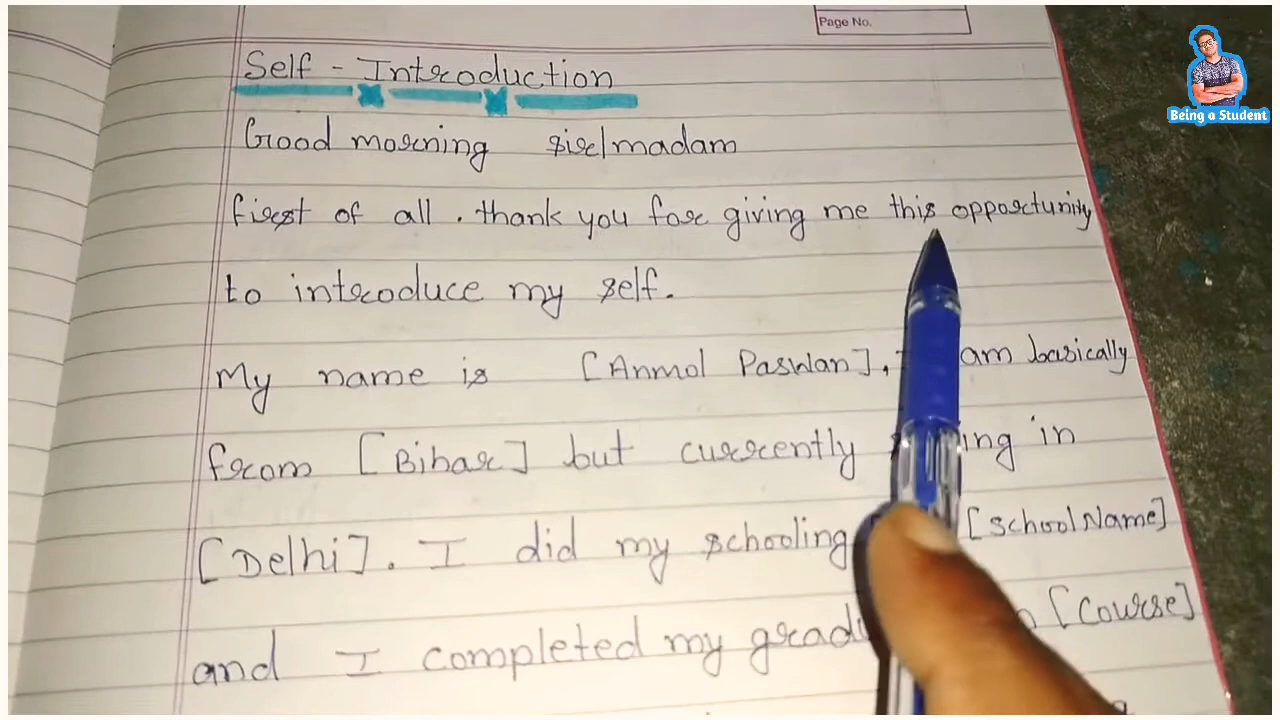 Page No.
Being a Student
Self - Introduction
Good morning sir/madam
first of all . thank you for giving me this opportunity
to introduce my self.
My name is [Anmol Paswan], am basically
from [Bihar] but currently in
[Delhi]. I did my schooling [School Name]
and I completed my [Course]